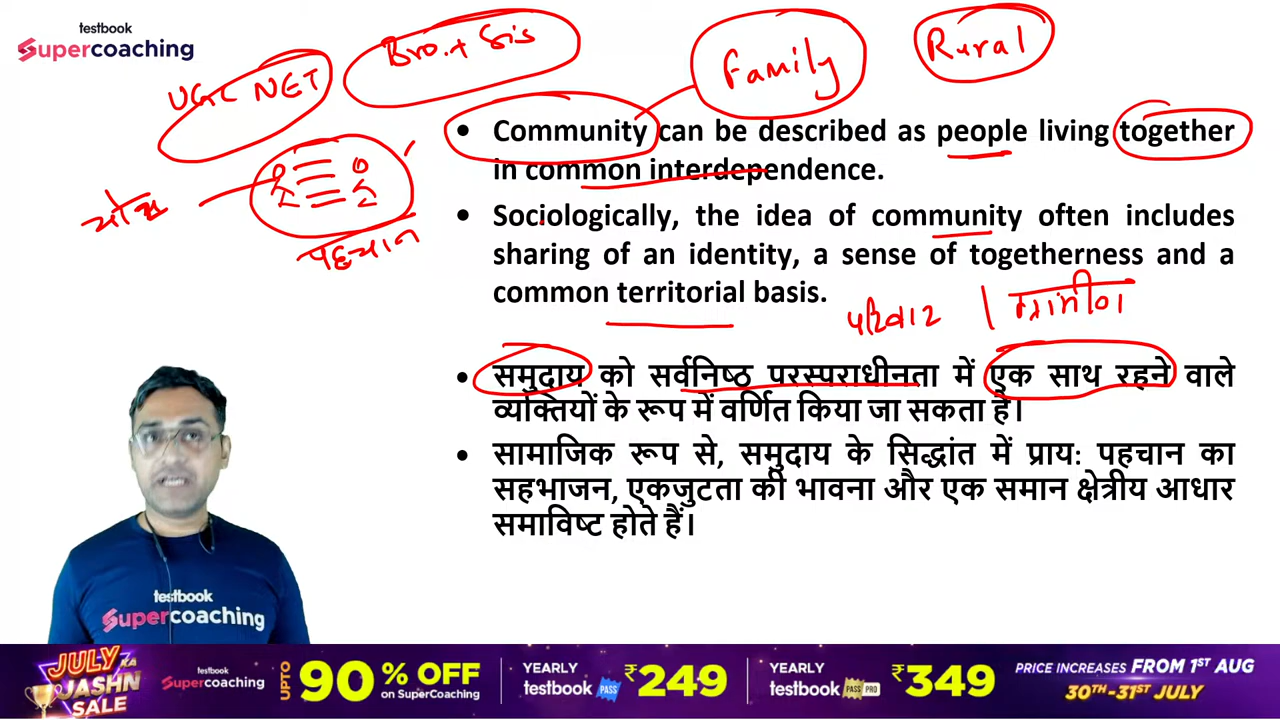 testbook
Supercoaching
UGC NET
Bro. + Sis
Family
Rural
• Community can be described as people living together
in common interdependence.
• Sociologically, the idea of community often includes
sharing of an identity, a sense of togetherness and a
common territorial basis.
पहचान
परिवार
• समुदाय को सर्वनिष्ठ परस्पराधीनता में एक साथ रहने वाले
व्यक्तियों के रूप में वर्णित किया जा सकता है।
• सामाजिक रूप से, समुदाय के सिद्धांत में प्राय: पहचान का
सहभाजन, एकजुटता की भावना और एक समान क्षेत्रीय आधार
समाविष्ट होते हैं।
testbook
Supercoaching
JULY KA
JASHN
SALE
testbook
Supercoaching
UPTO
90% OFF
on SuperCoaching
YEARLY
testbook PASS
₹249
YEARLY
testbook PASS PRO
₹349
PRICE INCREASES FROM 1ST AUG
30TH-31ST JULY